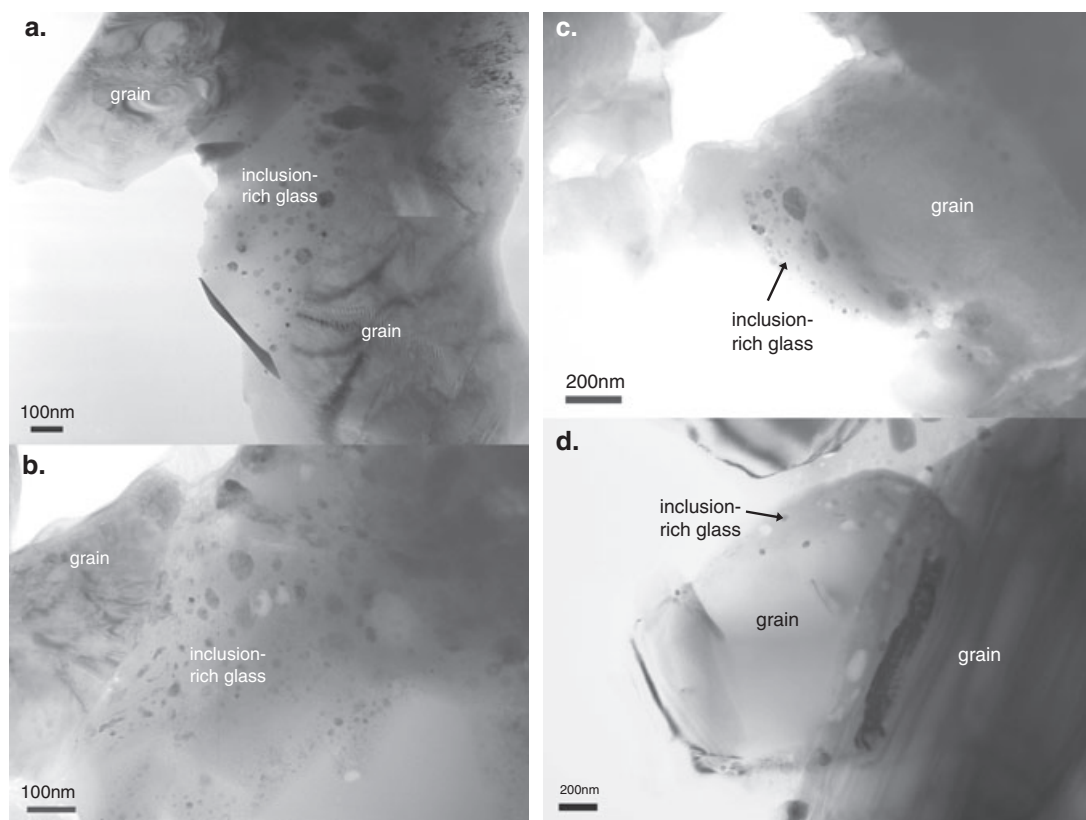 a.
grain
inclusion-
rich glass
grain
100nm
b.
grain
inclusion-
rich glass
100nm
c.
grain
inclusion-
rich glass
200nm
d.
inclusion-
rich glass
grain
grain
200nm